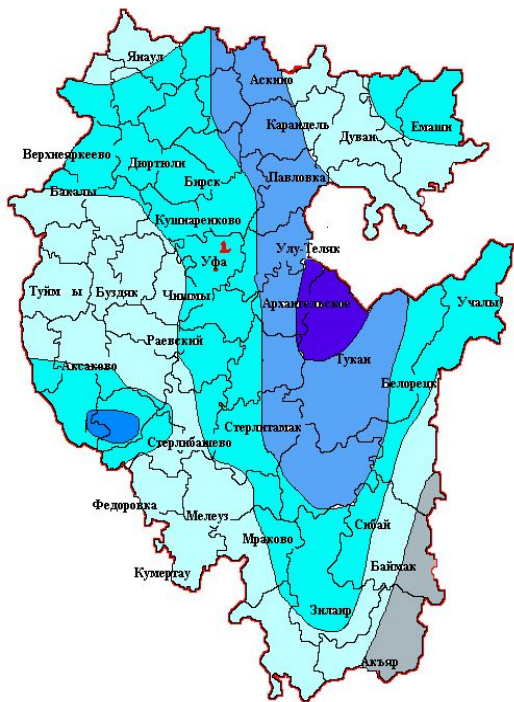 Янаул
Аскино
Караидель
Дуван
Емаши
Верхнеяркеево
Дюртюли
Бирск
Павловка
Бакалы
Кушнаренково
Улу-Теляк
Уфа
Туймы
Буздяк
Чишмы
Архангельское
Учалы
Раевский
Тукан
Аксаково
Белорецк
Стерлитамак
Стерлибашево
Федоровка
Мелеуз
Сибай
Мраково
Кумертау
Баймак
Зилаир
Акъяр